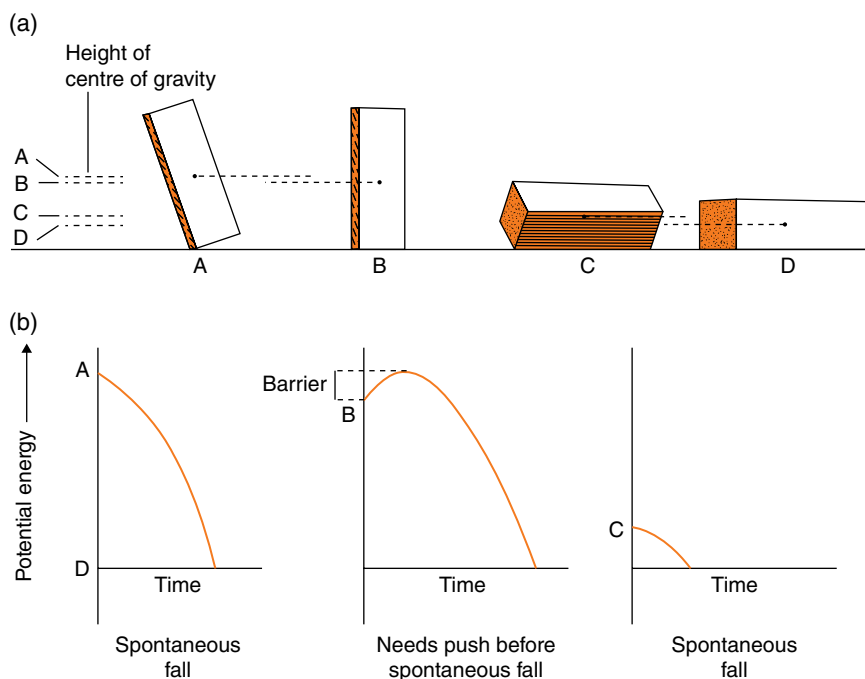 (a)
Height of
centre of gravity
A
B
C
D
A
B
C
D
(b)
Potential energy
A
D
Time
Spontaneous
fall
Barrier
B
Time
Needs push before
spontaneous fall
C
Time
Spontaneous
fall